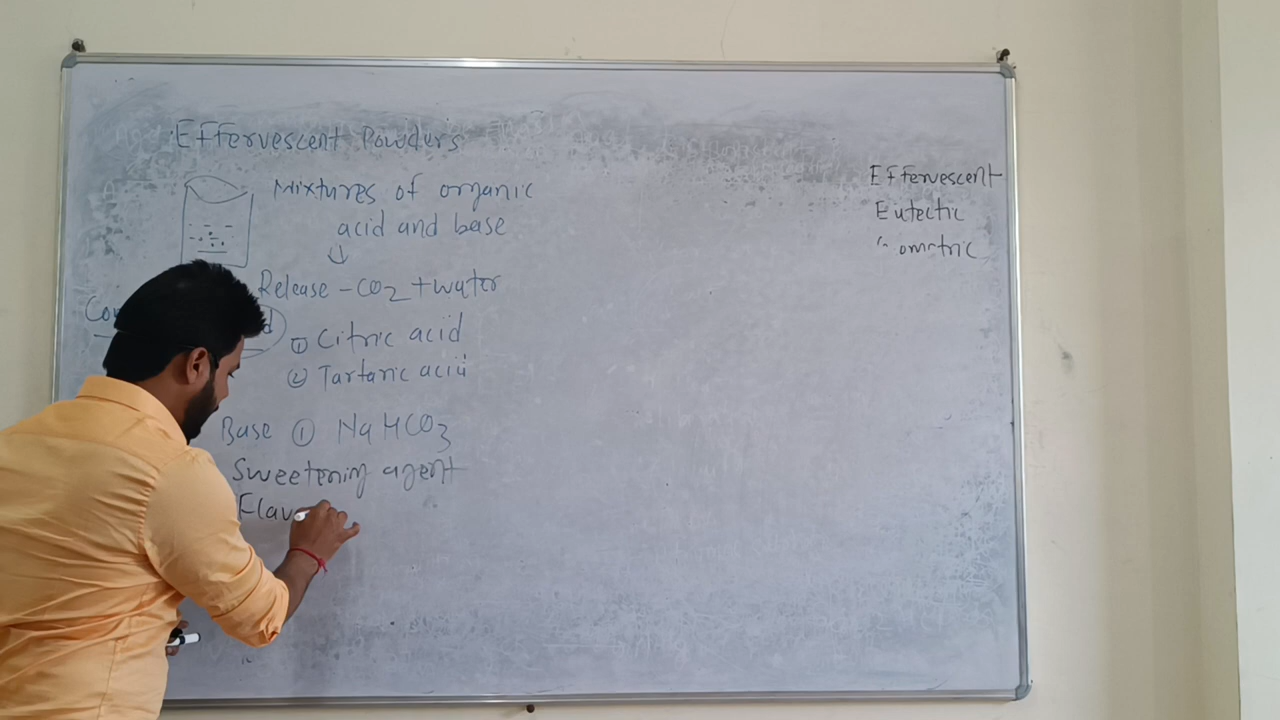 Effervescent Powders
Mixtures of organic
acid and base
↓
Release - CO2 + water
① Citric acid
② Tartaric acid
Base ① NaHCO3
Sweetening agent
Flav
Effervescent
Eutectic